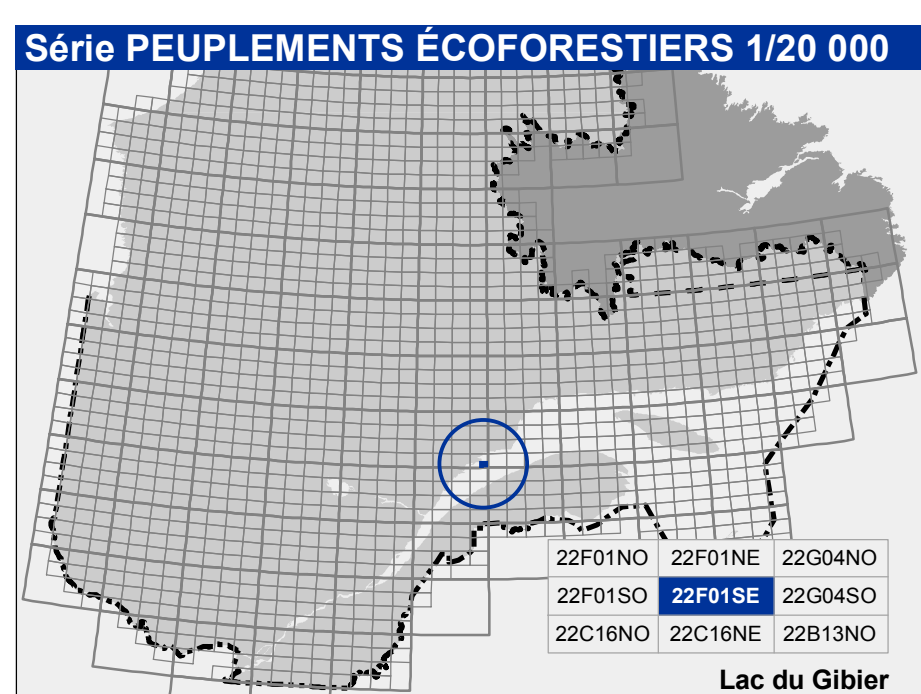 Série PEUPLEMENTS ÉCOFORESTIERS 1/20 000
22F01NO 22F01NE 22G04NO
22F01SO 22F01SE 22G04SO
22C16NO 22C16NE 22B13NO
Lac du Gibier